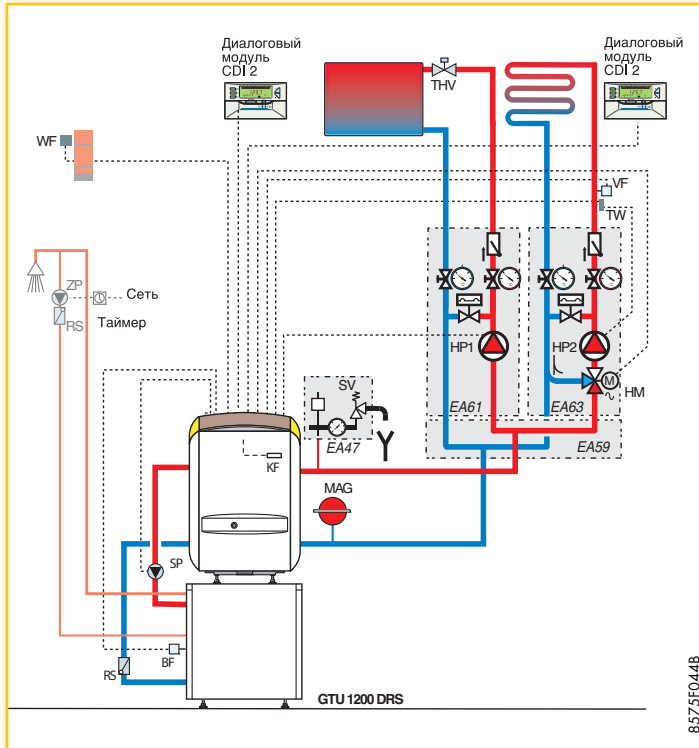 Диалоговый
модуль
CDI 2
Диалоговый
модуль
CDI 2
THV
WF
VF
TW
ZP
Сеть
RS
Таймер
HP1
HP2
M
HM
SV
EA61
EA63
EA47
EA59
KF
MAG
SP
BF
RS
GTU 1200 DRS
8575F044B